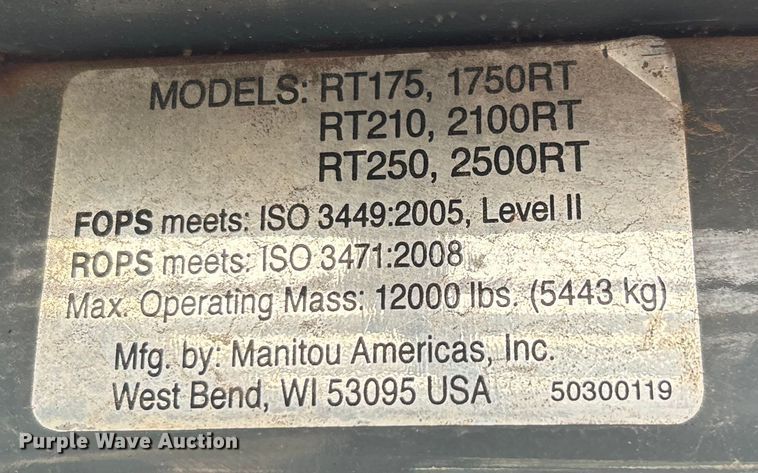 MODELS: RT175, 1750RT
RT210, 2100RT
RT250, 2500RT
FOPS meets: ISO 3449:2005, Level II
ROPS meets: ISO 3471:2008
Max. Operating Mass: 12000 lbs. (5443 kg)
Mfg. by: Manitou Americas, Inc.
West Bend, WI 53095 USA 50300119
Purple Wave Auction